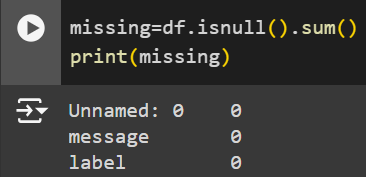 missing=df.isnull().sum()
print(missing)
Unnamed: 0    0
message       0
label         0